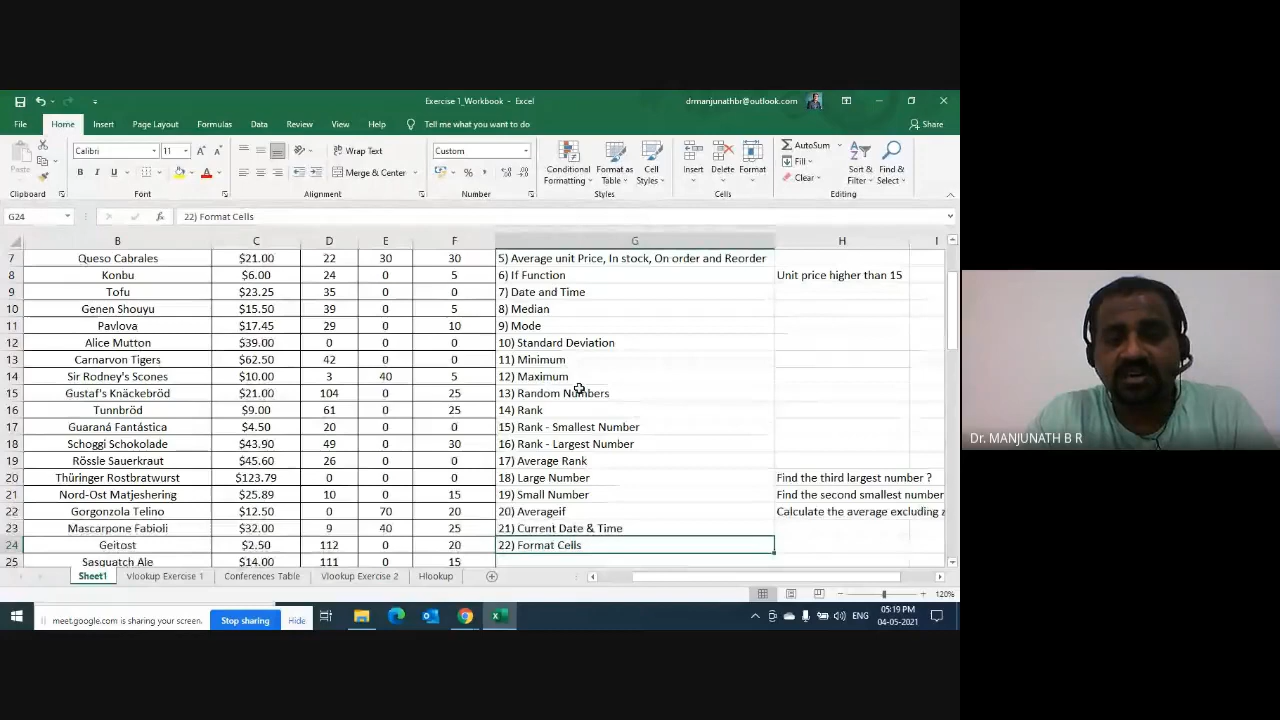 Exercise 1_Workbook - Excel
drmanjunathbr@outlook.com
File Home Insert Page Layout Formulas Data Review View Help Tell me what you want to do Share
Paste
Calibri 11
Wrap Text
Custom
Merge & Center
Conditional Formatting
Format as Table
Cell Styles
Insert Delete Format
AutoSum
Fill
Clear
Sort & Filter
Find & Select
Clipboard Font Alignment Number Styles Cells Editing
G24 22) Format Cells
B C D E F G H I
7 Queso Cabrales $21.00 22 30 30 5) Average unit Price, In stock, On order and Reorder
8 Konbu $6.00 24 0 5 6) If Function Unit price higher than 15
9 Tofu $23.25 35 0 0 7) Date and Time
10 Genen Shouyu $15.50 39 0 5 8) Median
11 Pavlova $17.45 29 0 10 9) Mode
12 Alice Mutton $39.00 0 0 0 10) Standard Deviation
13 Carnarvon Tigers $62.50 42 0 0 11) Minimum
14 Sir Rodney's Scones $10.00 3 40 5 12) Maximum
15 Gustaf's Knäckebröd $21.00 104 0 25 13) Random Numbers
16 Tunnbröd $9.00 61 0 25 14) Rank
17 Guaraná Fantástica $4.50 20 0 0 15) Rank - Smallest Number
18 Schoggi Schokolade $43.90 49 0 30 16) Rank - Largest Number
19 Rössle Sauerkraut $45.60 26 0 0 17) Average Rank
20 Thüringer Rostbratwurst $123.79 0 0 0 18) Large Number Find the third largest number ?
21 Nord-Ost Matjeshering $25.89 10 0 15 19) Small Number Find the second smallest number
22 Gorgonzola Telino $12.50 0 70 20 20) Averageif Calculate the average excluding z
23 Mascarpone Fabioli $32.00 9 40 25 21) Current Date & Time
24 Geitost $2.50 112 0 20 22) Format Cells
25 Sasquatch Ale $14.00 111 0 15
Sheet1 Vlookup Exercise 1 Conferences Table Vlookup Exercise 2 Hlookup
120%
meet.google.com is sharing your screen. Stop sharing Hide
ENG
05:19 PM
04-05-2021
Dr. MANJUNATH B R